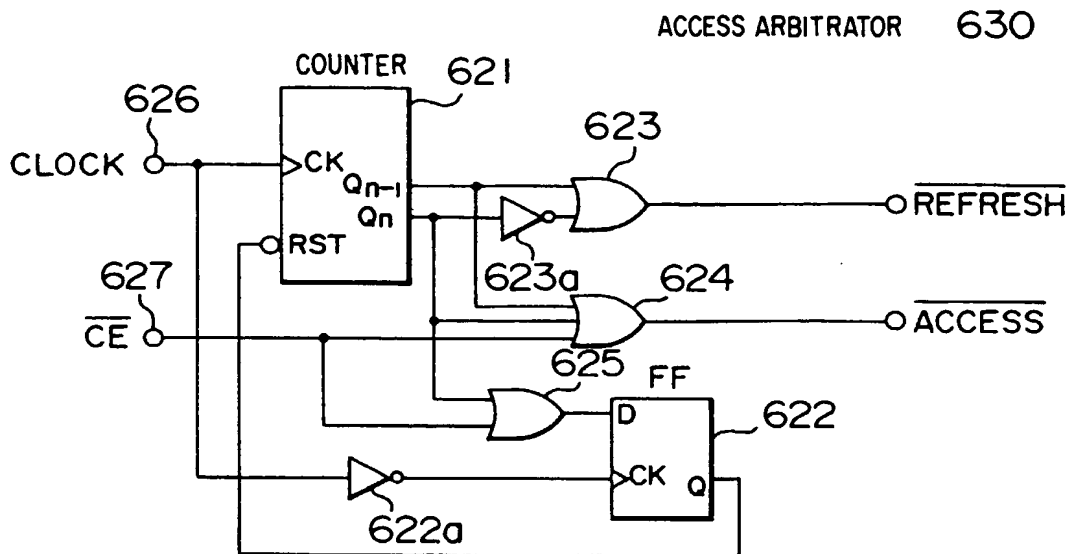 ACCESS ARBITRATOR 630
COUNTER
621
626
623
CLOCK
CK
Qn-1
REFRESH
Qn
RST
623a
627
624
CE
ACCESS
625
FF
D
622
CK
Q
622a